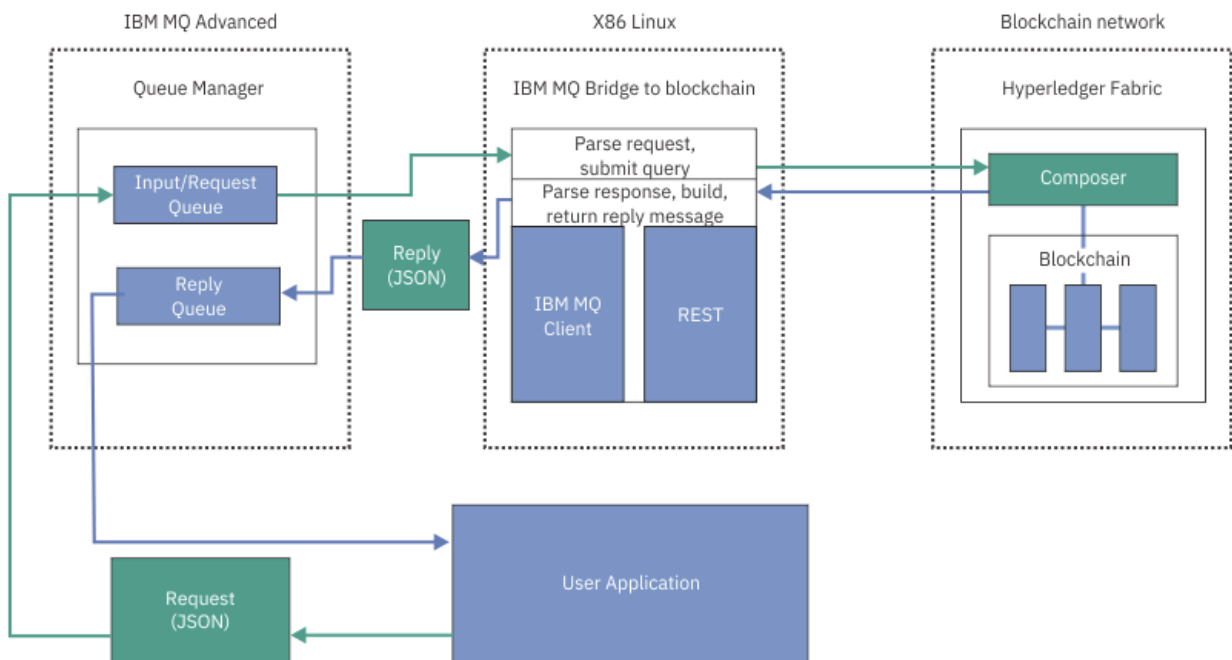 IBM MQ Advanced
X86 Linux
Blockchain network
Queue Manager
IBM MQ Bridge to blockchain
Hyperledger Fabric
Input/Request
Queue
Reply
Queue
Reply
(JSON)
Parse request,
submit query
Parse response, build,
return reply message
IBM MQ
Client
REST
Composer
Blockchain
Request
(JSON)
User Application